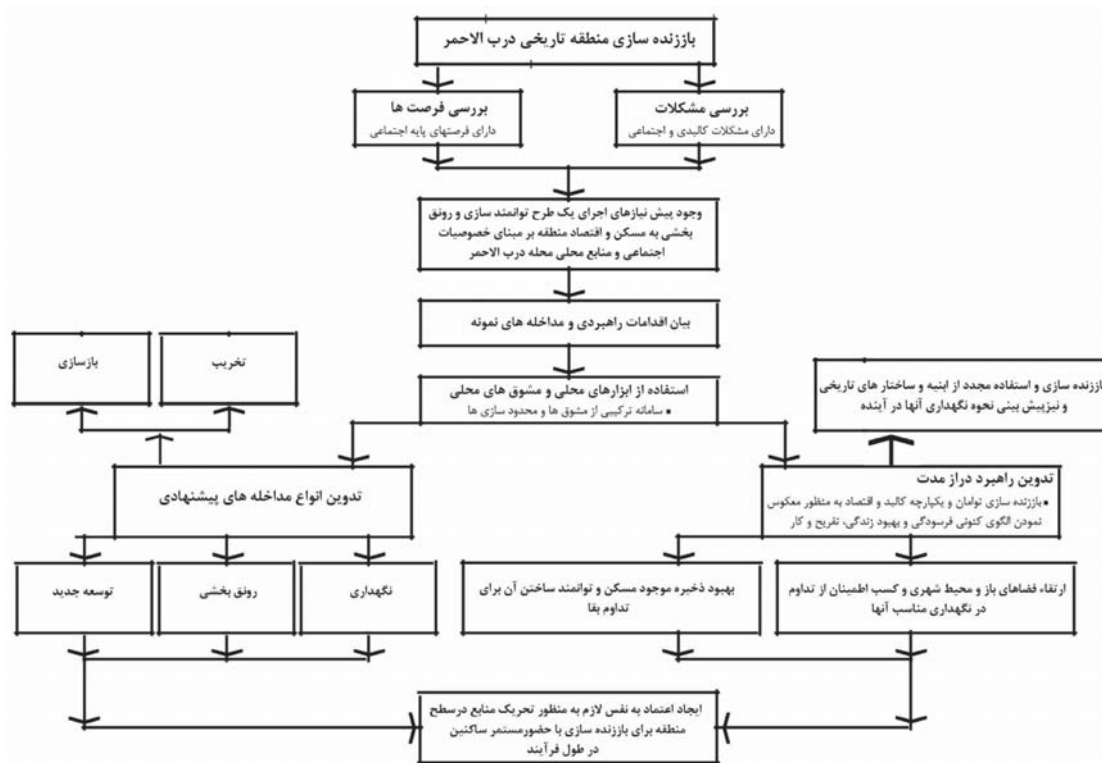 باززنده سازی منطقه تاریخی درب الاحمر
بررسی مشکلات
دارای مشکلات کالبدی و اجتماعی
بررسی فرصت ها
دارای فرصتهای پایه اجتماعی
وجود پیش نیازهای اجرای یک طرح توانمند سازی و رونق
بخشی به مسکن و اقتصاد منطقه بر مبنای خصوصیات
اجتماعی و منابع محلی محله درب الاحمر
بیان اقدامات راهبردی و مداخله های نمونه
استفاده از ابزارهای محلی و مشوق های محلی
▪ سامانه ترکیبی از مشوق ها و محدود سازی ها
باززنده سازی و استفاده مجدد از ابنیه و ساختار های تاریخی
و نیزپیش بینی نحوه نگهداری آنها در آینده
تخریب
بازسازی
تدوین راهبرد دراز مدت
▪ باززنده سازی توامان و یکپارچه کالبد و اقتصاد به منظور معکوس
نمودن الگوی کنونی فرسودگی و بهبود زندگی، تفریح و کار
تدوین انواع مداخله های پیشنهادی
ارتقاء فضاهای باز و محیط شهری و کسب اطمینان از تداوم
در نگهداری مناسب آنها
بهبود ذخیره موجود مسکن و توانمند ساختن آن برای
تداوم بقا
نگهداری
رونق بخشی
توسعه جدید
ایجاد اعتماد به نفس لازم به منظور تحریک منابع درسطح
منطقه برای باززنده سازی با حضورمستمر ساکنین
در طول فرآیند